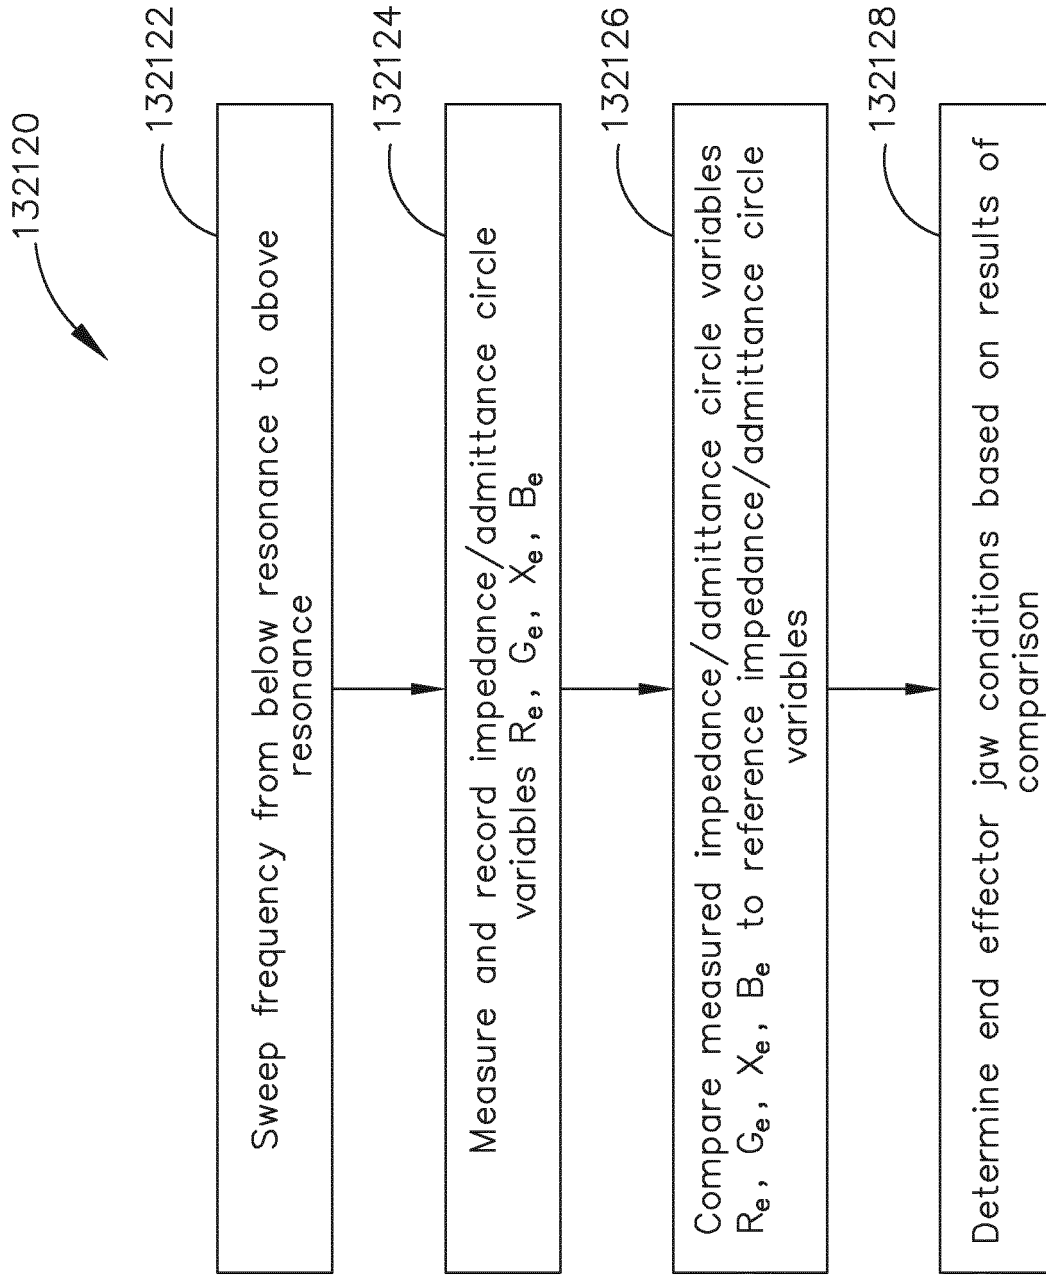 132120
132122
Sweep frequency from below resonance to above
resonance
132124
Measure and record impedance/admittance circle
variables Re, Ge, Xe, Be
132126
Compare measured impedance/admittance circle variables
Re, Ge, Xe, Be to reference impedance/admittance circle
variables
132128
Determine end effector jaw conditions based on results of
comparison